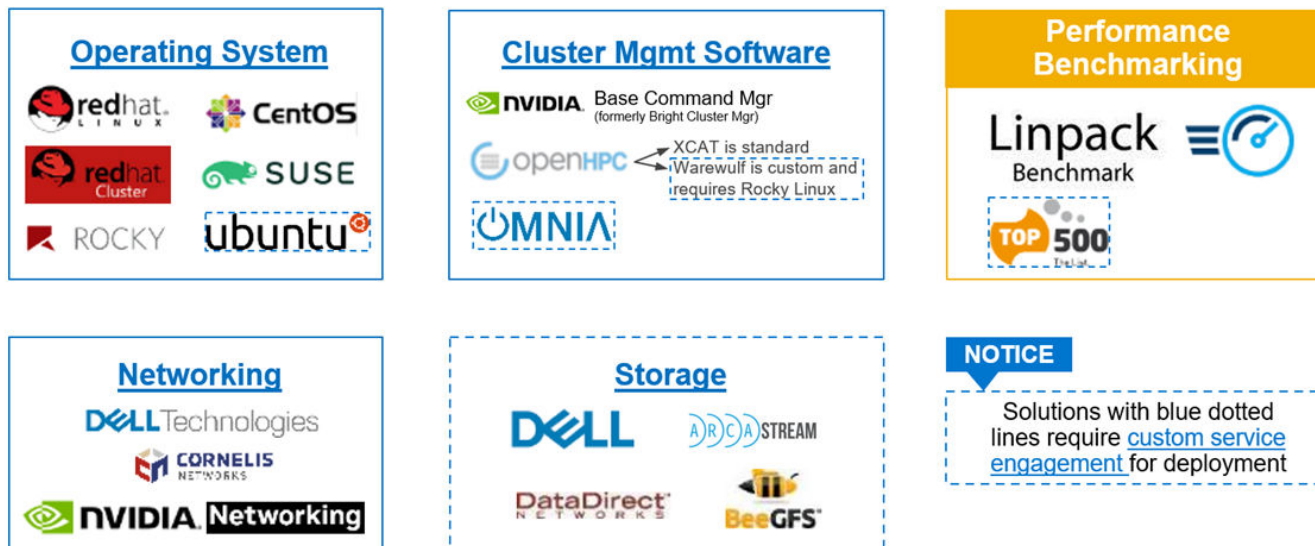 Operating System
redhat.
LINUX
CentOS
redhat
Cluster
SUSE
ROCKY
ubuntu
Cluster Mgmt Software
NVIDIA. Base Command Mgr
(formerly Bright Cluster Mgr)
openHPC
XCAT is standard
Warewulf is custom and
requires Rocky Linux
OMNIA
Performance
Benchmarking
Linpack
Benchmark
TOP 500
The List.
Networking
DELL Technologies
CORNELIS
NETWORKS
NVIDIA. Networking
Storage
DELL
ARCASTREAM
DataDirect
NETWORKS
BeeGFS
NOTICE
Solutions with blue dotted
lines require custom service
engagement for deployment